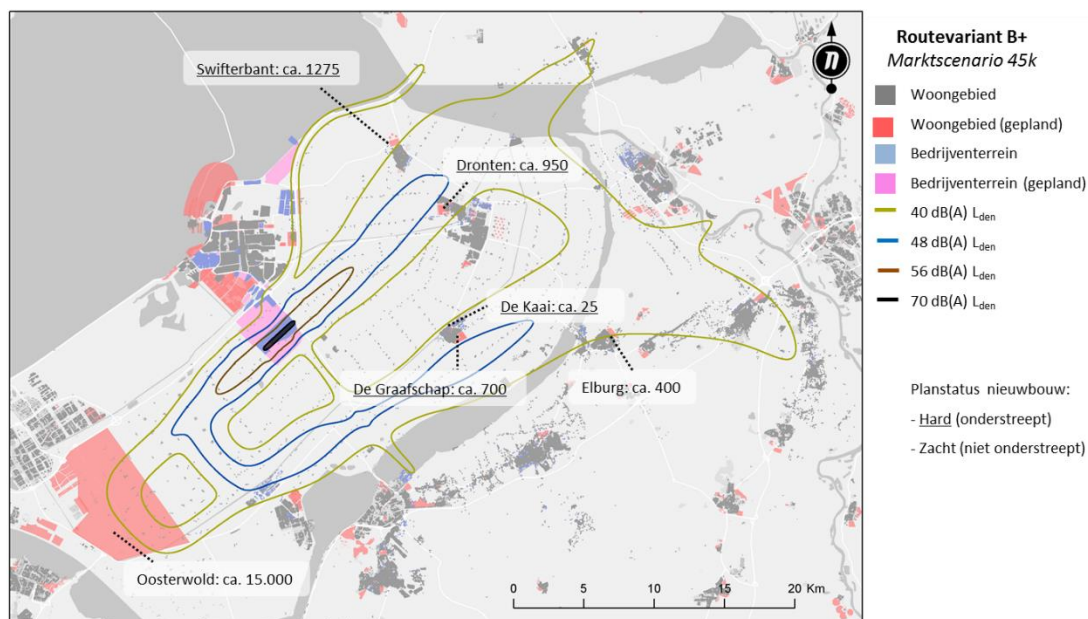 Swifterbant: ca. 1275
Dronten: ca. 950
De Kaai: ca. 25
De Graafschap: ca. 700
Elburg: ca. 400
Oosterwold: ca. 15.000
0 5 10 15 20 Km
n
Routevariant B+
Marktscenario 45k
Woongebied
Woongebied (gepland)
Bedrijventerrein
Bedrijventerrein (gepland)
40 dB(A) Lden
48 dB(A) Lden
56 dB(A) Lden
70 dB(A) Lden
Planstatus nieuwbouw:
- Hard (onderstreept)
- Zacht (niet onderstreept)